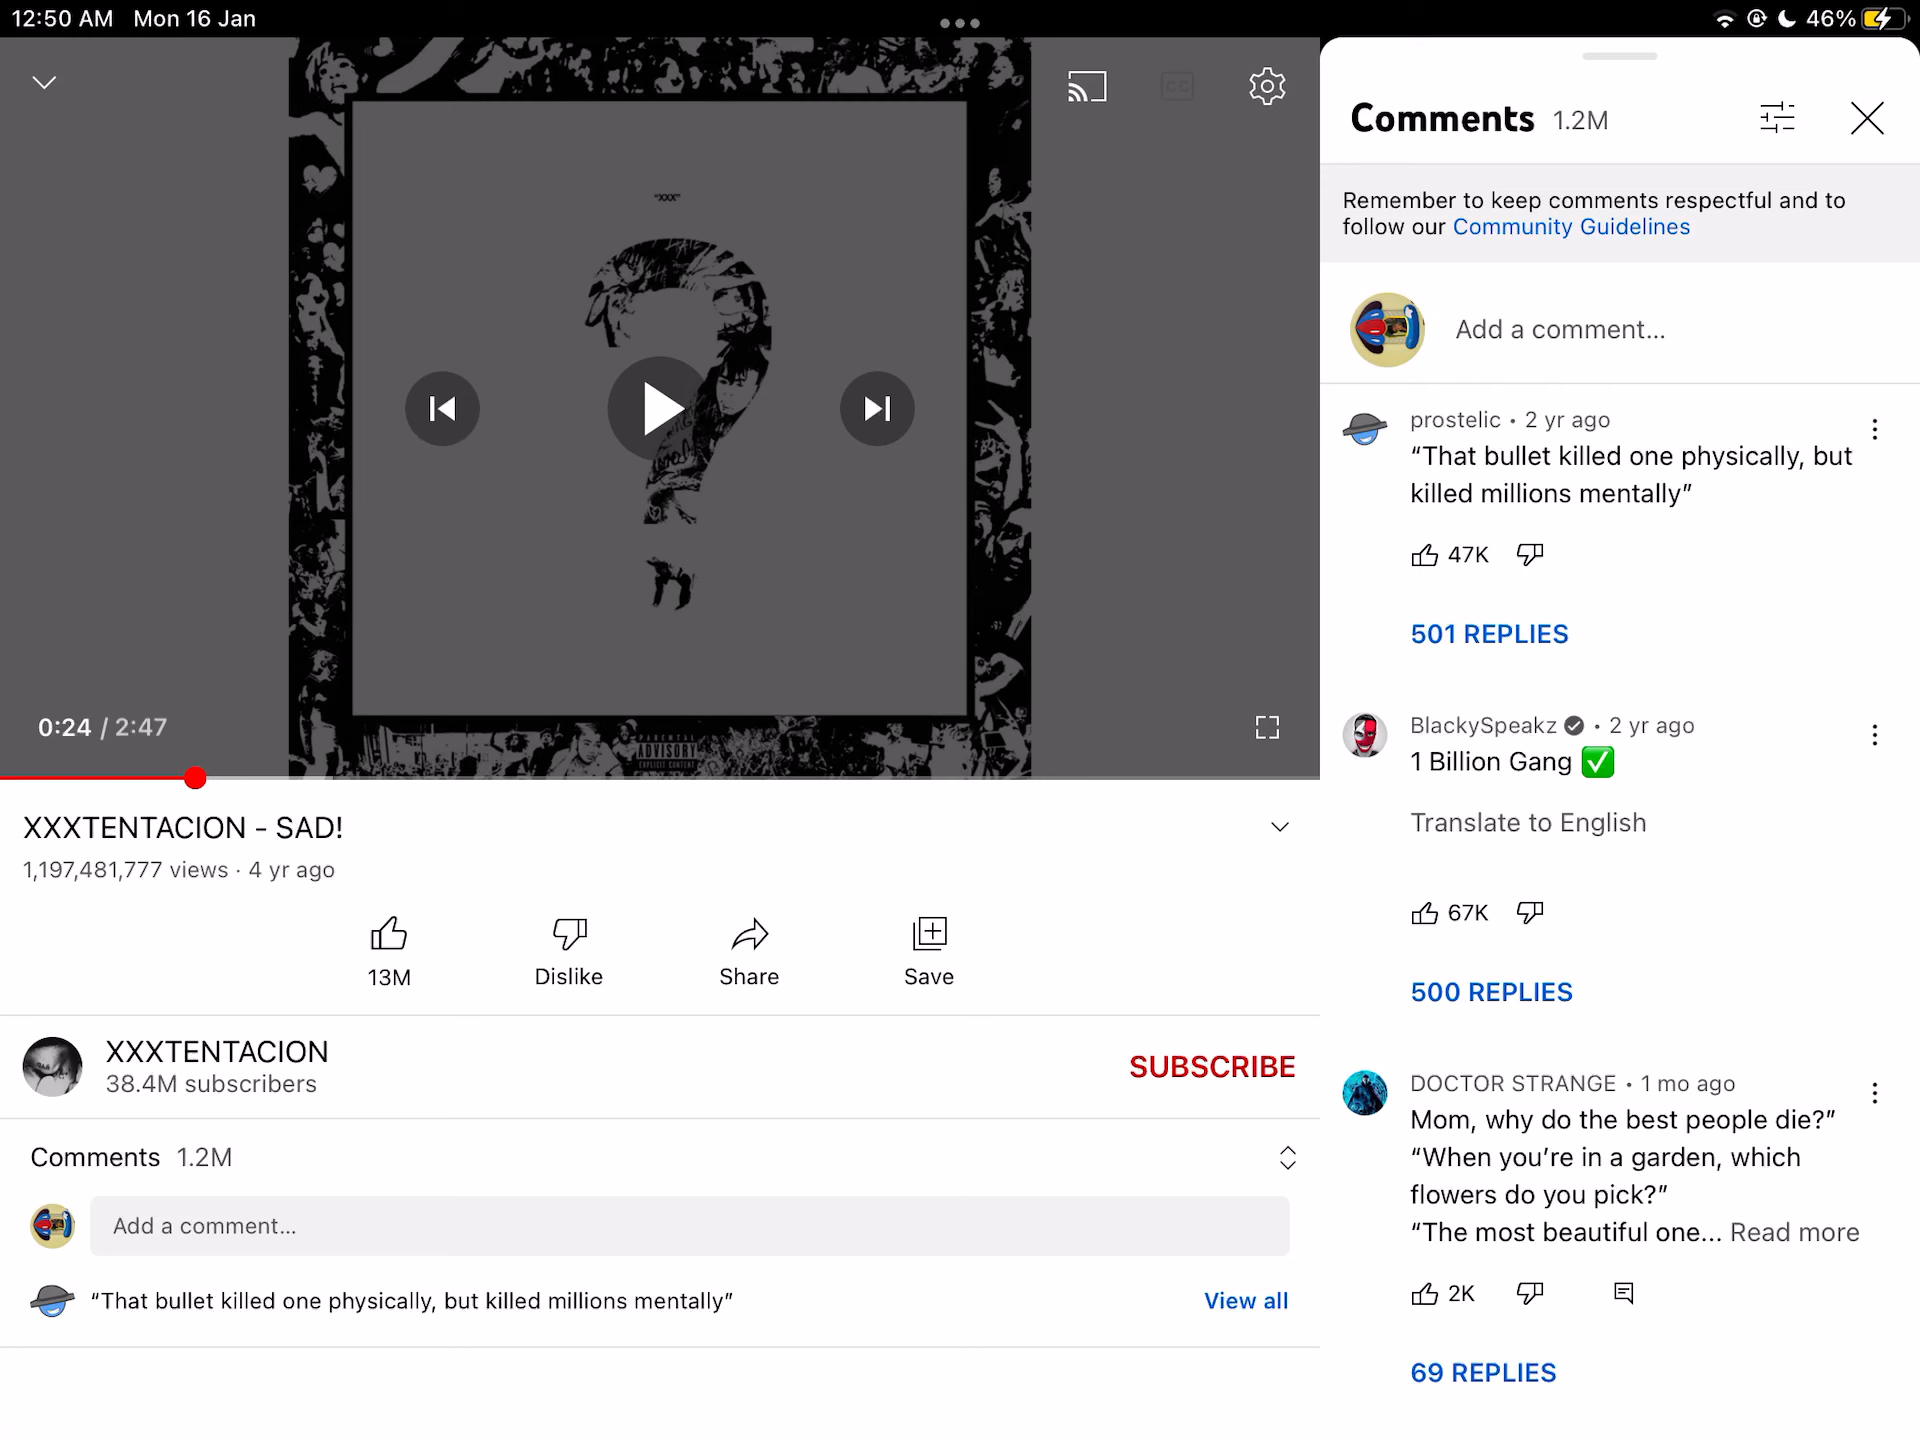 12:50 AM Mon 16 Jan
46%
"XXX"
CC
PARENTAL
ADVISORY
EXPLICIT CONTENT
0:24 / 2:47
XXXTENTACION - SAD!
1,197,481,777 views · 4 yr ago
13M
Dislike
Share
Save
XXXTENTACION
38.4M subscribers
SUBSCRIBE
Comments 1.2M
Add a comment...
“That bullet killed one physically, but killed millions mentally”
View all
Comments 1.2M
Remember to keep comments respectful and to
follow our Community Guidelines
Add a comment...
prostelic • 2 yr ago
“That bullet killed one physically, but
killed millions mentally”
47K
501 REPLIES
BlackySpeakz • 2 yr ago
1 Billion Gang ✅
Translate to English
67K
500 REPLIES
DOCTOR STRANGE • 1 mo ago
Mom, why do the best people die?”
“When you’re in a garden, which
flowers do you pick?”
“The most beautiful one... Read more
2K
69 REPLIES